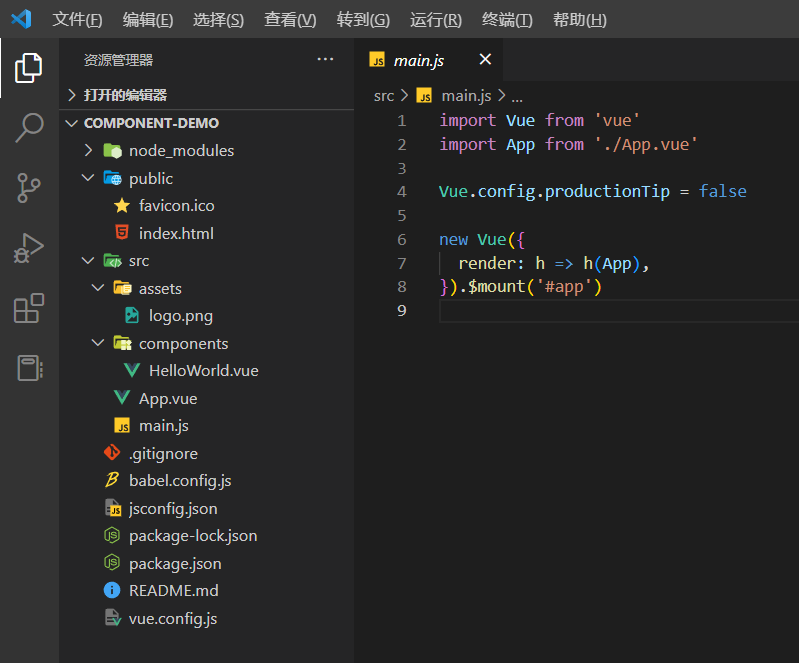 文件(F) 编辑(E) 选择(S) 查看(V) 转到(G) 运行(R) 终端(T) 帮助(H)
资源管理器 ...
打开的编辑器
COMPONENT-DEMO
node_modules
public
favicon.ico
index.html
src
assets
logo.png
components
HelloWorld.vue
App.vue
JS main.js
.gitignore
babel.config.js
jsconfig.json
package-lock.json
package.json
README.md
vue.config.js
JS main.js
src > JS main.js > ...
1 import Vue from 'vue'
2 import App from './App.vue'
3
4 Vue.config.productionTip = false
5
6 new Vue({
7 render: h => h(App),
8 }).$mount('#app')
9